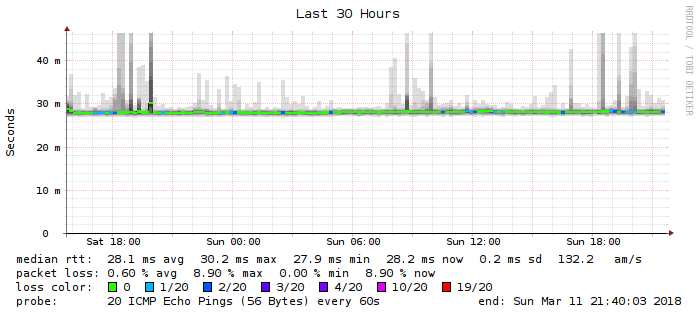 Last 30 Hours
RRDTOOL / TOBI OETIKER
Seconds
40 m
30 m
20 m
10 m
0
Sat 18:00 Sun 00:00 Sun 06:00 Sun 12:00 Sun 18:00
median rtt: 28.1 ms avg 30.2 ms max 27.9 ms min 28.2 ms now 0.2 ms sd 132.2 am/s
packet loss: 0.60 % avg 8.90 % max 0.00 % min 8.90 % now
loss color: 0 1/20 2/20 3/20 4/20 10/20 19/20
probe: 20 ICMP Echo Pings (56 Bytes) every 60s end: Sun Mar 11 21:40:03 2018